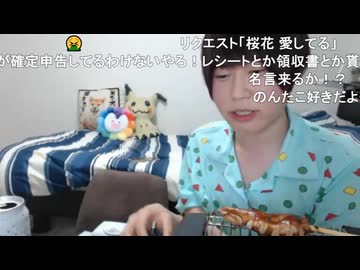 リクエスト「桜花 愛してる」
が確定申告してるわけないやろ！レシートとか領収書とか貰
名言来るか！？
のんたこ好きだよ